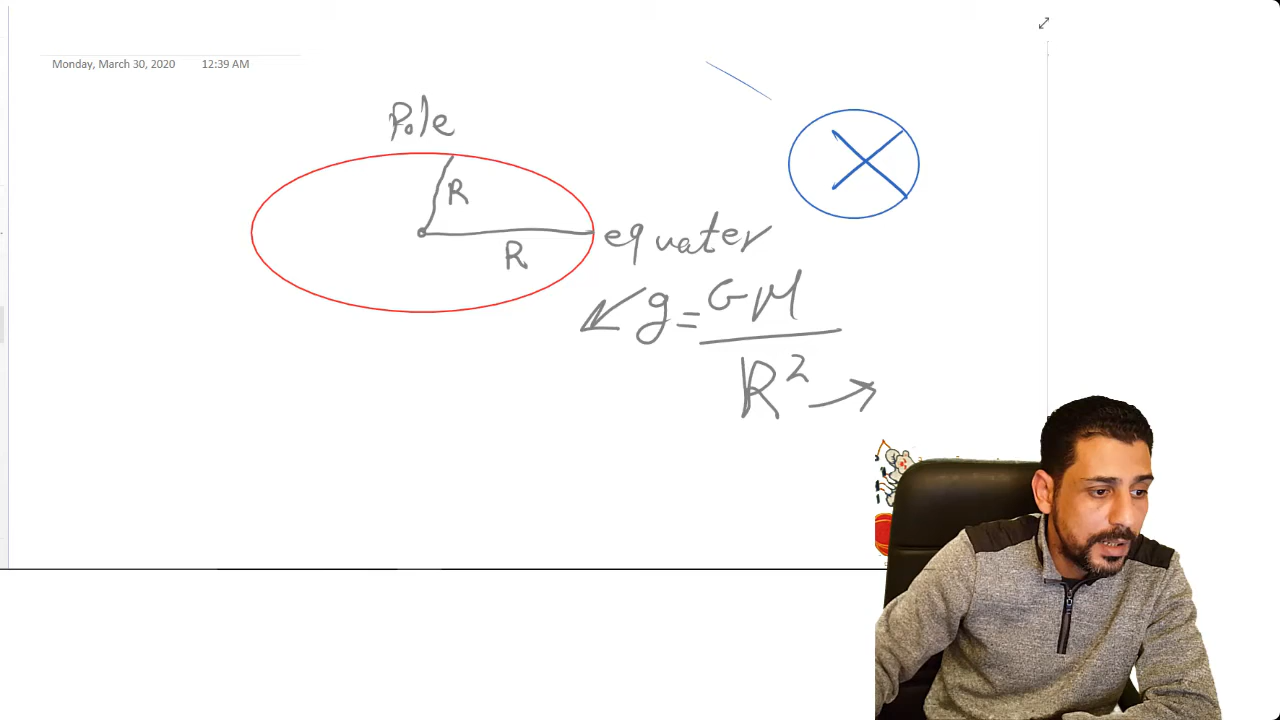 Monday, March 30, 2020 12:39 AM
Pole
R
R
equater
g = GM / R²